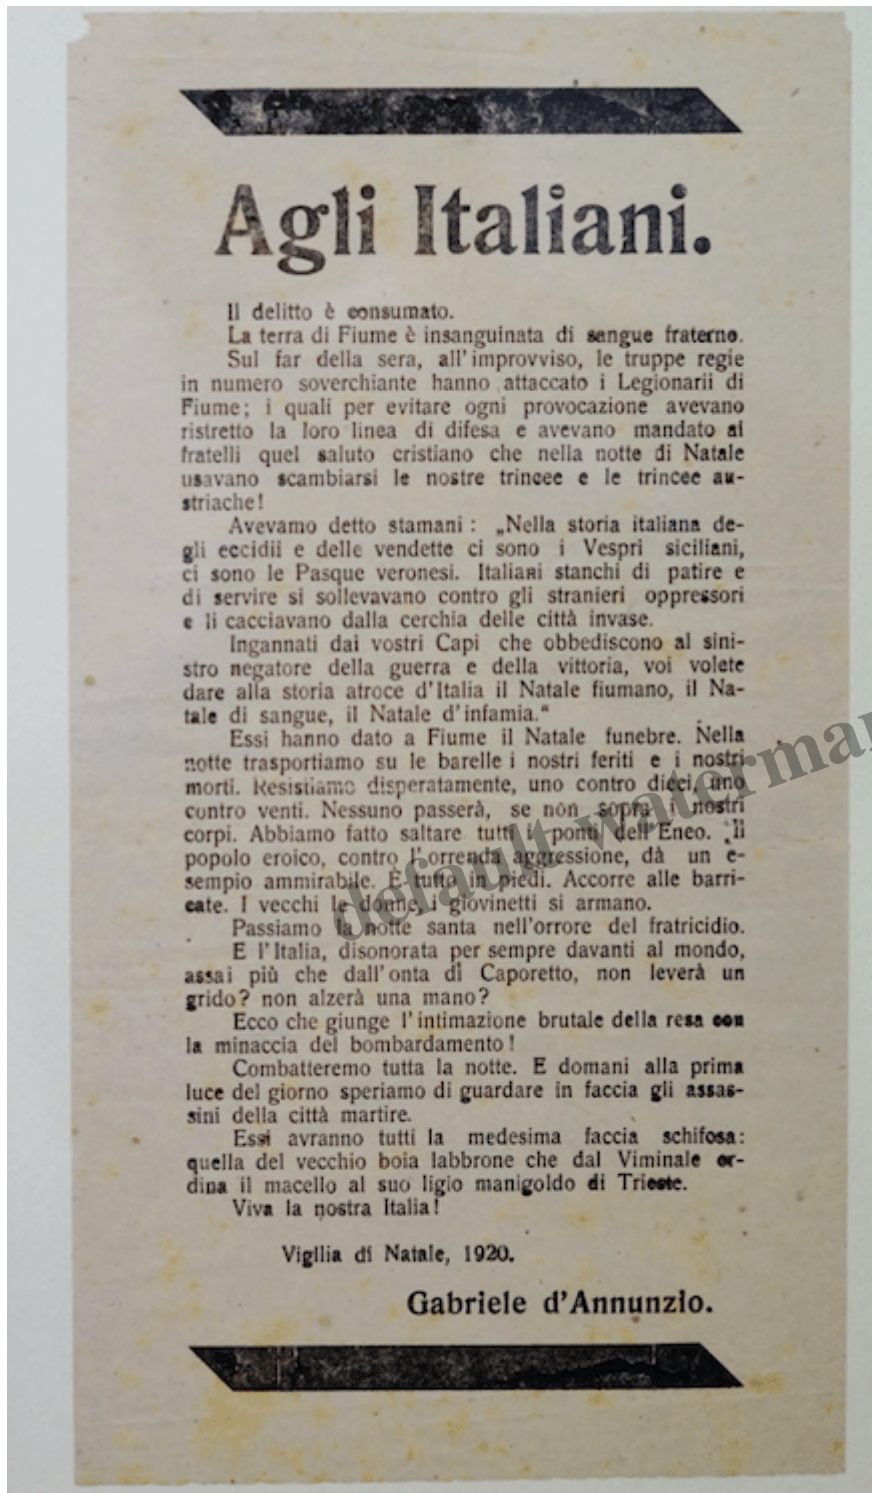 Agli Italiani.
Il delitto è consumato.
La terra di Fiume è insanguinata di sangue fraterno.
Sul far della sera, all'improvviso, le truppe regie
in numero soverchiante hanno attaccato i Legionarii di
Fiume; i quali per evitare ogni provocazione avevano
ristretto la loro linea di difesa e avevano mandato ai
fratelli quel saluto cristiano che nella notte di Natale
usavano scambiarsi le nostre trincee e le trincee au-
striache!
Avevamo detto stamani: „Nella storia italiana de-
gli eccidii e delle vendette ci sono i Vespri siciliani,
ci sono le Pasque veronesi. Italiani stanchi di patire e
di servire si sollevavano contro gli stranieri oppressori
e li cacciavano dalla cerchia delle città invase.
Ingannati dai vostri Capi che obbediscono al sini-
stro negatore della guerra e della vittoria, voi volete
dare alla storia atroce d'Italia il Natale fiumano, il Na-
tale di sangue, il Natale d'infamia.“
Essi hanno dato a Fiume il Natale funebre. Nella
notte trasportiamo su le barelle i nostri feriti e i nostri
morti. Resistiamo disperatamente, uno contro dieci, uno
contro venti. Nessuno passerà, se non sopra i nostri
corpi. Abbiamo fatto saltare tutti i ponti dell'Eneo. Il
popolo eroico, contro l'orrenda aggressione, dà un e-
sempio ammirabile. È tutto in piedi. Accorre alle barri-
cate. I vecchi le donne, i giovinetti si armano.
Passiamo la notte santa nell'orrore del fratricidio.
E l'Italia, disonorata per sempre davanti al mondo,
assai più che dall'onta di Caporetto, non leverà un
grido? non alzerà una mano?
Ecco che giunge l'intimazione brutale della resa con
la minaccia del bombardamento!
Combatteremo tutta la notte. E domani alla prima
luce del giorno speriamo di guardare in faccia gli assas-
sini della città martire.
Essi avranno tutti la medesima faccia schifosa:
quella del vecchio boia labbrone che dal Viminale or-
dina il macello al suo ligio manigoldo di Trieste.
Viva la nostra Italia!
Vigilia di Natale, 1920.
Gabriele d'Annunzio.
default watermar